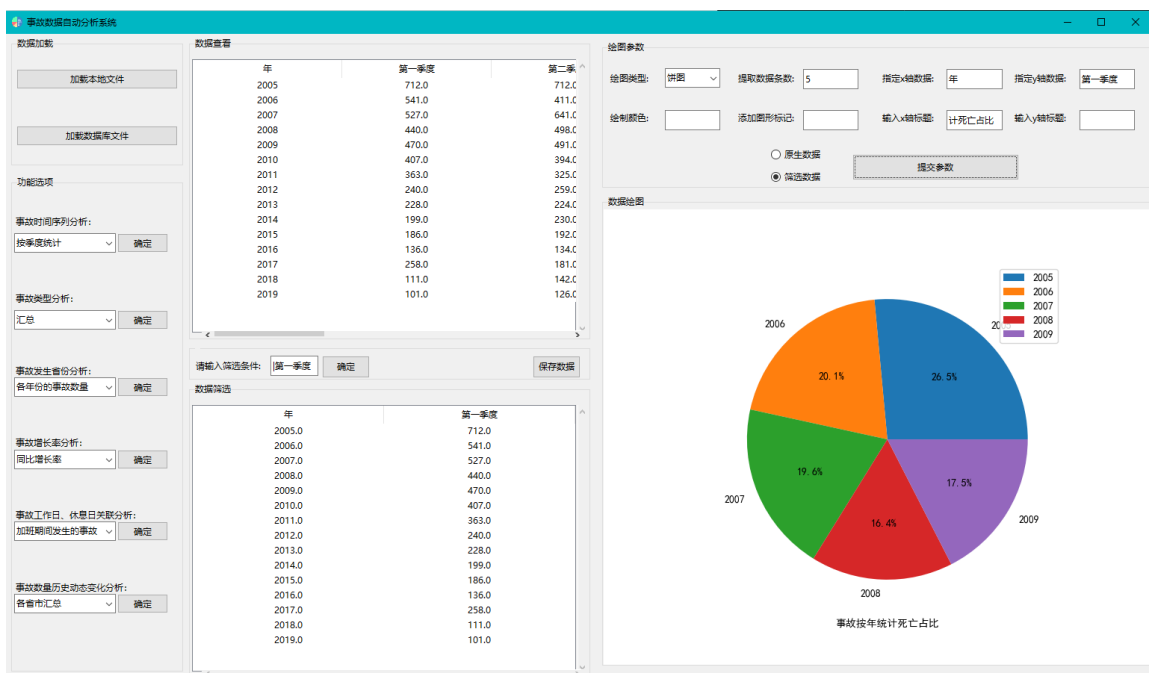 事故数据自动分析系统
数据加载
加载本地文件
加载数据库文件
功能选项
事故时间序列分析:
按季度统计 确定
事故类型分析:
汇总 确定
事故发生省份分析:
各年份的事故数量 确定
事故增长率分析:
同比增长率 确定
事故工作日、休息日关联分析:
加班期间发生的事故 确定
事故数量历史动态变化分析:
各省市汇总 确定
数据查看
年 第一季度 第二季
2005 712.0 712.0
2006 541.0 411.0
2007 527.0 641.0
2008 440.0 498.0
2009 470.0 491.0
2010 407.0 394.0
2011 363.0 325.0
2012 240.0 259.0
2013 228.0 224.0
2014 199.0 230.0
2015 186.0 192.0
2016 136.0 134.0
2017 258.0 181.0
2018 111.0 142.0
2019 101.0 126.0
请输入筛选条件: |第一季度 确定 保存数据
数据筛选
年 第一季度
2005.0 712.0
2006.0 541.0
2007.0 527.0
2008.0 440.0
2009.0 470.0
2010.0 407.0
2011.0 363.0
2012.0 240.0
2013.0 228.0
2014.0 199.0
2015.0 186.0
2016.0 136.0
2017.0 258.0
2018.0 111.0
2019.0 101.0
绘图参数
绘图类型: 饼图 提取数据条数: 5 指定x轴数据: 年 指定y轴数据: 第一季度
绘制颜色: 添加图形标记: 输入x轴标题: 计死亡占比 输入y轴标题:
原生数据
筛选数据
提交参数
数据绘图
2005
2006
2007
2008
2009
2006
20.1%
26.5%
19.6%
2007
17.5%
16.4%
2009
2008
事故按年统计死亡占比